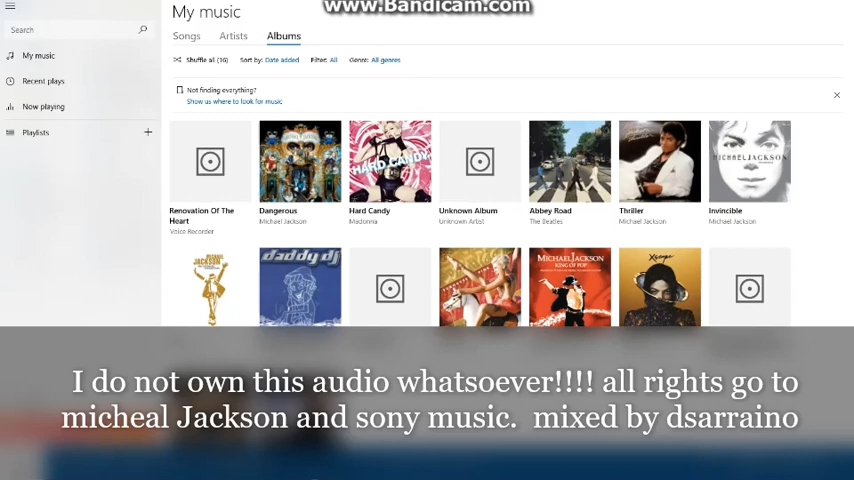 www.Bandicam.com
My music
Search
Songs Artists Albums
My music
Shuffle all (16) Sort by: Date added Filter: All Genre: All genres
Recent plays
Not finding everything?
Show us where to look for music
Now playing
Playlists
HARD CANDY
MICHAEL JACKSON
Renovation Of The Heart
Voice Recorder
Dangerous
Michael Jackson
Hard Candy
Madonna
Unknown Album
Unknown Artist
Abbey Road
The Beatles
Thriller
Michael Jackson
Invincible
Michael Jackson
MICHAEL JACKSON
daddy dj
MICHAEL JACKSON
KING OF POP
XSCAPE
I do not own this audio whatsoever!!!! all rights go to
micheal Jackson and sony music. mixed by dsarraino